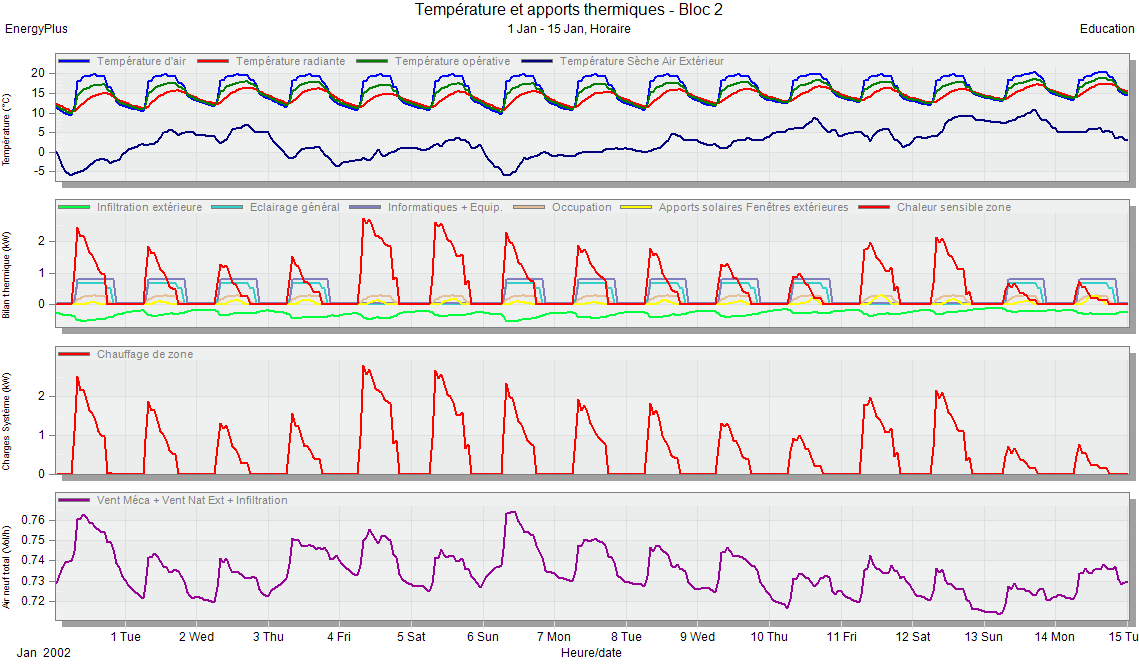 Température et apports thermiques - Bloc 2
EnergyPlus
1 Jan - 15 Jan, Horaire
Education
Température d'air
Température radiante
Température opérative
Température Sèche Air Extérieur
Température (°C)
20
15
10
5
0
-5
Infiltration extérieure
Eclairage général
Informatiques + Equip.
Occupation
Apports solaires Fenêtres extérieures
Chaleur sensible zone
Bilan thermique (kW)
2
1
0
Chauffage de zone
Charges Système (kW)
2
1
0
Vent Méca + Vent Nat Ext + Infiltration
Air neuf total (Vol/h)
0.76
0.75
0.74
0.73
0.72
1 Tue 2 Wed 3 Thu 4 Fri 5 Sat 6 Sun 7 Mon 8 Tue 9 Wed 10 Thu 11 Fri 12 Sat 13 Sun 14 Mon 15 Tu
Jan 2002
Heure/date